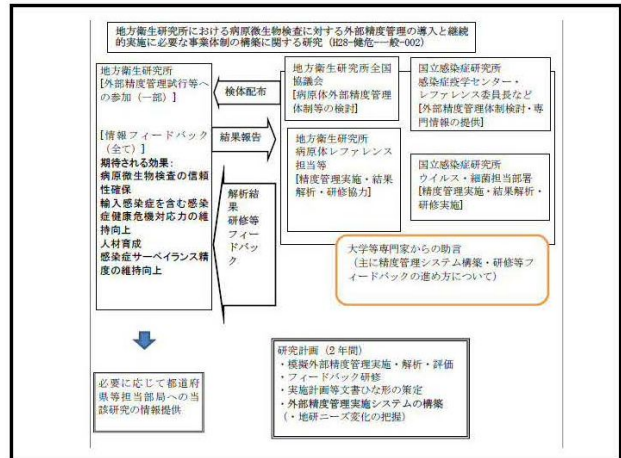 地方衛生研究所における病原微生物検査に対する外部精度管理の導入と継続
的実施に必要な事業体制の構築に関する研究（H28-健危-一般-002）
地方衛生研究所
[外部精度管理試行等へ
の参加（一部）]
[情報フィードバック
（全て）]
期待される効果:
病原微生物検査の信頼
性確保
輸入感染症を含む感染
症健康危機対応力の維
持向上
人材育成
感染症サーベイランス精
度の維持向上
検体配布
結果報告
解析結
果
研修等
フィー
ドバッ
ク
地方衛生研究所全国
協議会
[病原体外部精度管理
体制等の検討]
国立感染症研究所
感染症疫学センター・
レファレンス委員長など
[外部精度管理体制検討・専
門情報の提供]
地方衛生研究所
病原体レファレンス
担当等
[精度管理実施・結果
解析・研修協力]
国立感染症研究所
ウイルス・細菌担当部署
[精度管理実施・結果解析・
研修実施]
大学等専門家からの助言
（主に精度管理システム構築・研修等フ
ィードバックの進め方について）
必要に応じて都道府
県等担当部局への当
該研究の情報提供
研究計画（２年間）
・模擬外部精度管理実施・解析・評価
・フィードバック研修
・実施計画等文書ひな形の策定
・外部精度管理実施システムの構築
（・地研ニーズ変化の把握）